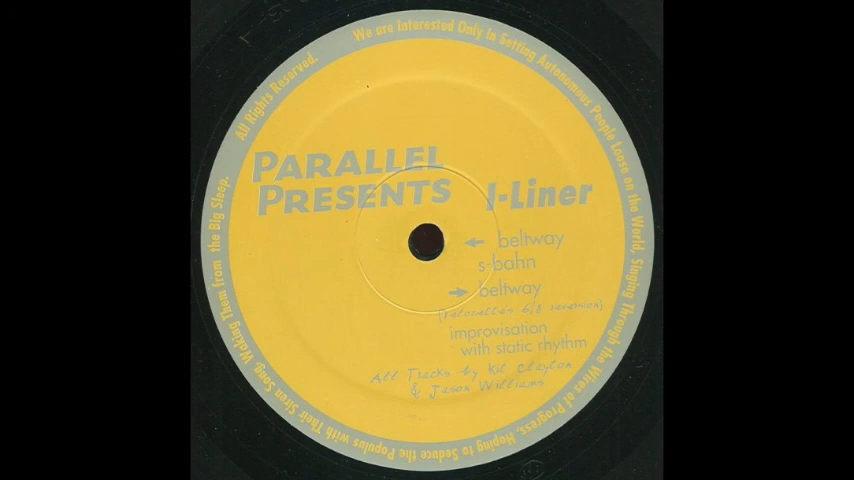 We are Interested Only In Setting Autonomous People Loose on the World, Singing Through the Wires of Progress, Hoping to Seduce the Populus with Their Siren Song, Waking Them from the Big Sleep.
All Rights Reserved.
PARALLEL
PRESENTS
I-Liner
← beltway
s-bahn
→ beltway
6/8
improvisation
with static rhythm
All Tracks by Kit Clayton
& Jason Williams